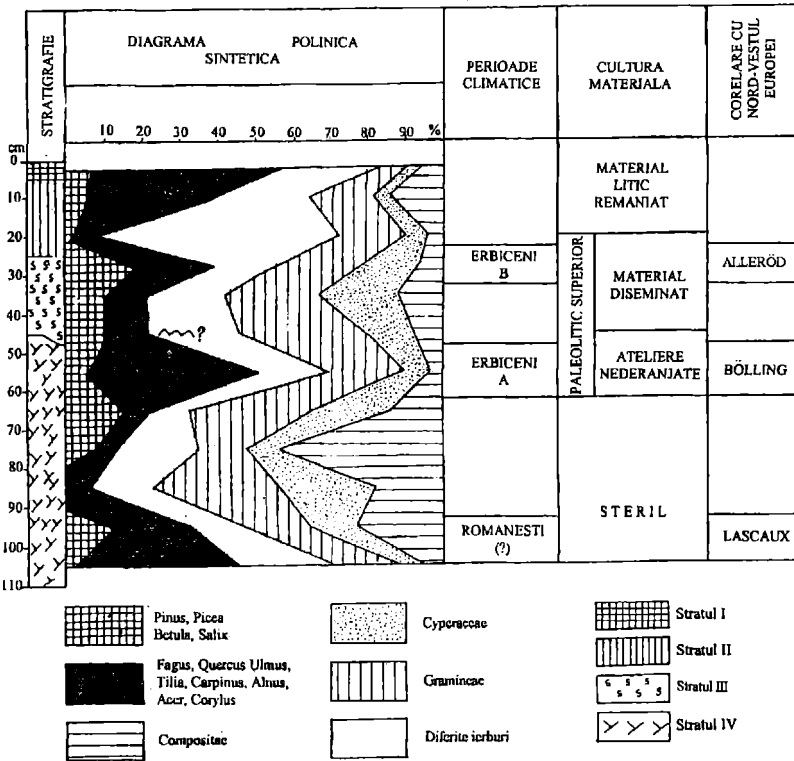 STRATIGRAFIE
DIAGRAMA POLINICA
SINTETICA
PERIOADE
CLIMATICE
CULTURA
MATERIALA
CORELARE CU
NORD-VESTUL
EUROPEI
10 20 30 40 50 60 70 80 90 %
cm
0
10
20
30
40
50
60
70
80
90
100
110
?
ERBICENI
B
ERBICENI
A
ROMANESTI
(?)
MATERIAL
LITIC
REMANIAT
PALEOLITIC SUPERIOR
MATERIAL
DISEMINAT
ATELIERE
NEDERANJATE
STERIL
ALLERÖD
BÖLLING
LASCAUX
Pinus, Picea
Betula, Salix
Fagus, Quercus Ulmus,
Tilia, Carpinus, Alnus,
Acer, Corylus
Compositae
Cyperaceae
Gramineae
Diferite ierburi
Stratul I
Stratul II
Stratul III
Stratul IV